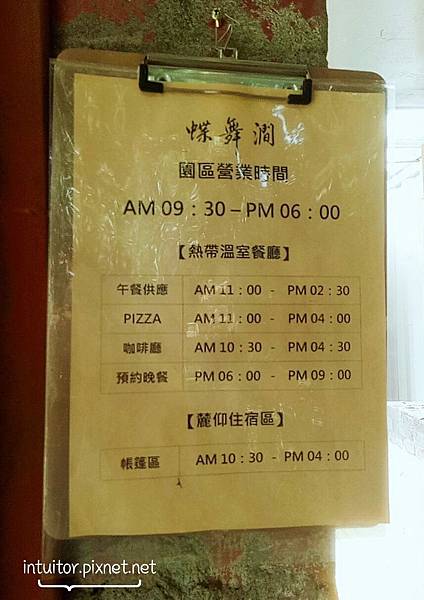 蝶舞澗
園區營業時間
AM 09：30 – PM 06：00
【熱帶溫室餐廳】
午餐供應 AM 11：00 - PM 02：30
PIZZA AM 11：00 - PM 04：00
咖啡廳 AM 10：30 - PM 04：30
預約晚餐 PM 06：00 - PM 09：00
【麓仰住宿區】
帳篷區 AM 10：30 - PM 04：00
intuitor.pixnet.net